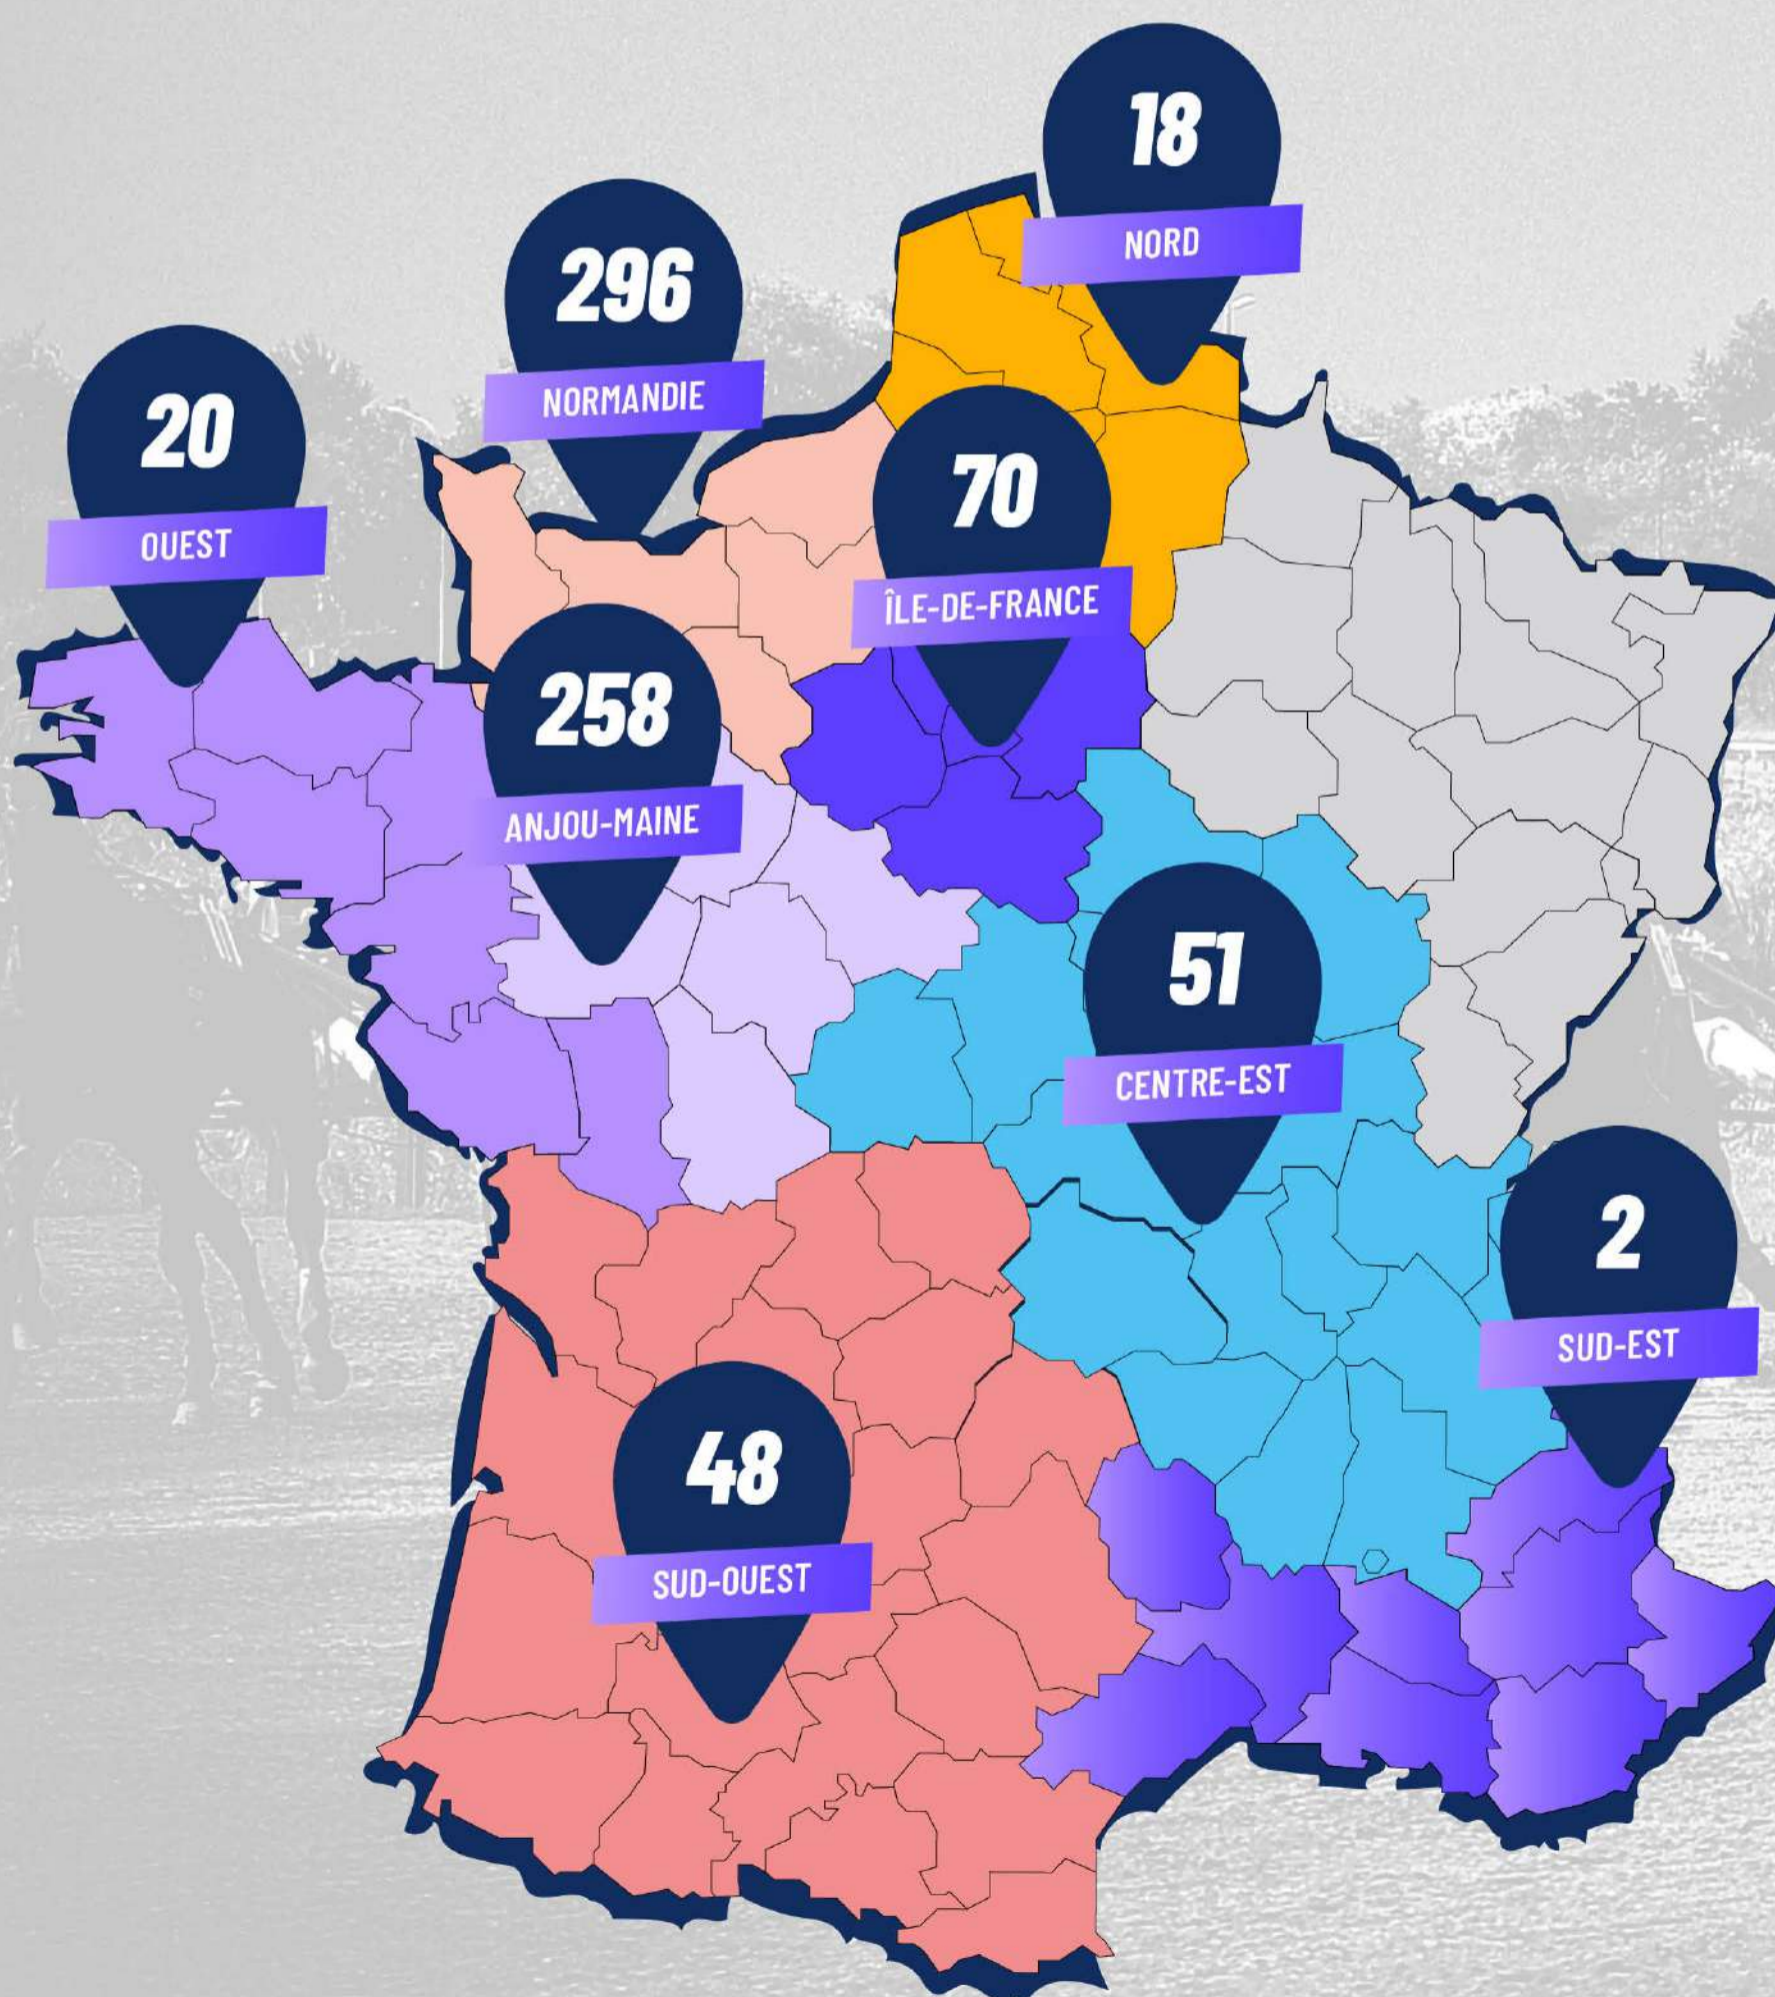 18
NORD
296
NORMANDIE
20
OUEST
70
ÎLE-DE-FRANCE
258
ANJOU-MAINE
51
CENTRE-EST
2
SUD-EST
48
SUD-OUEST